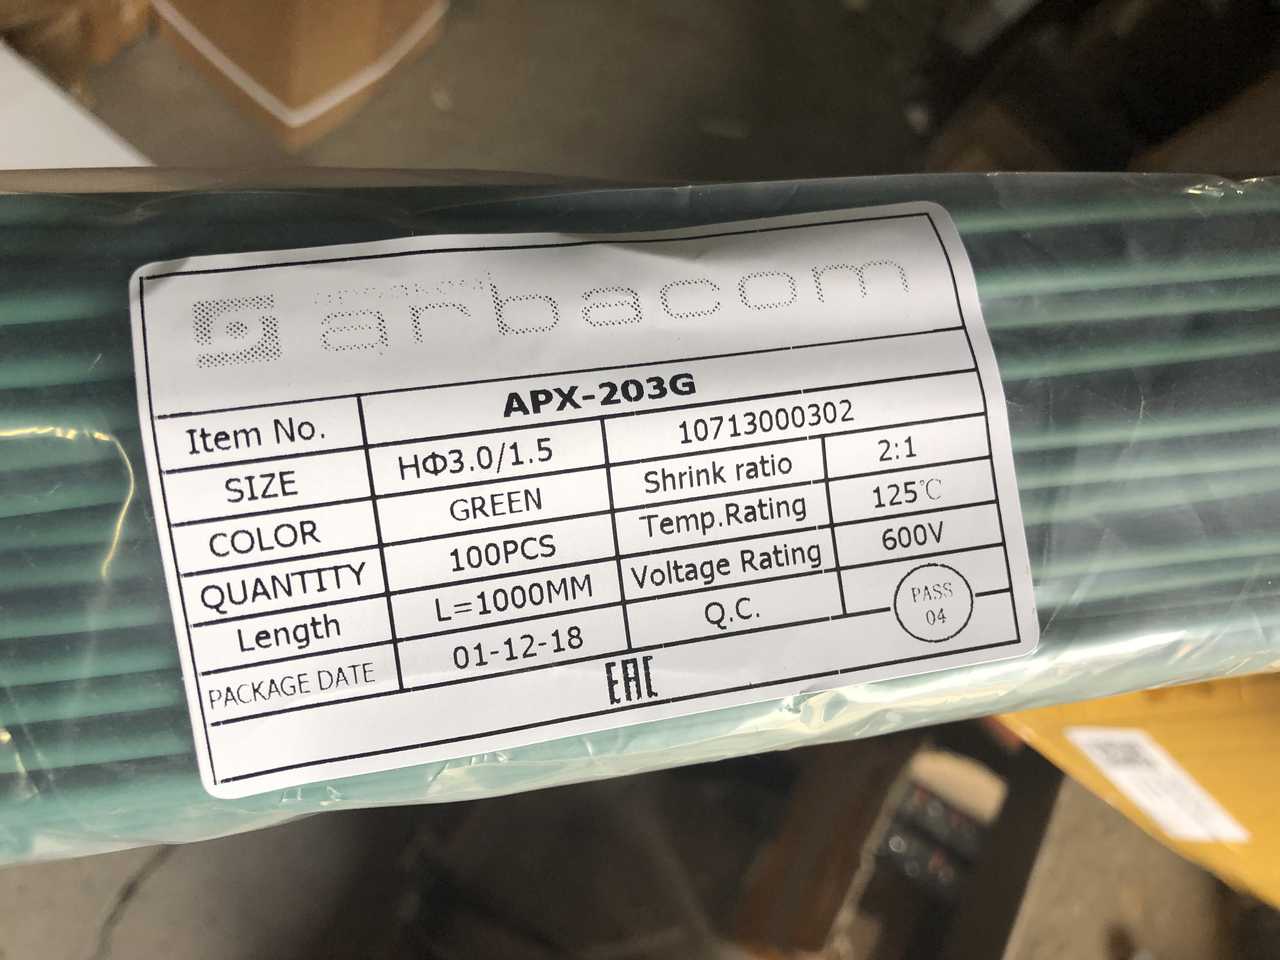 arbacom
Item No. APX-203G
SIZE HΦ3.0/1.5 10713000302
COLOR GREEN Shrink ratio 2:1
QUANTITY 100PCS Temp.Rating 125℃
Length L=1000MM Voltage Rating 600V
PACKAGE DATE 01-12-18 Q.C. PASS
04
EAC